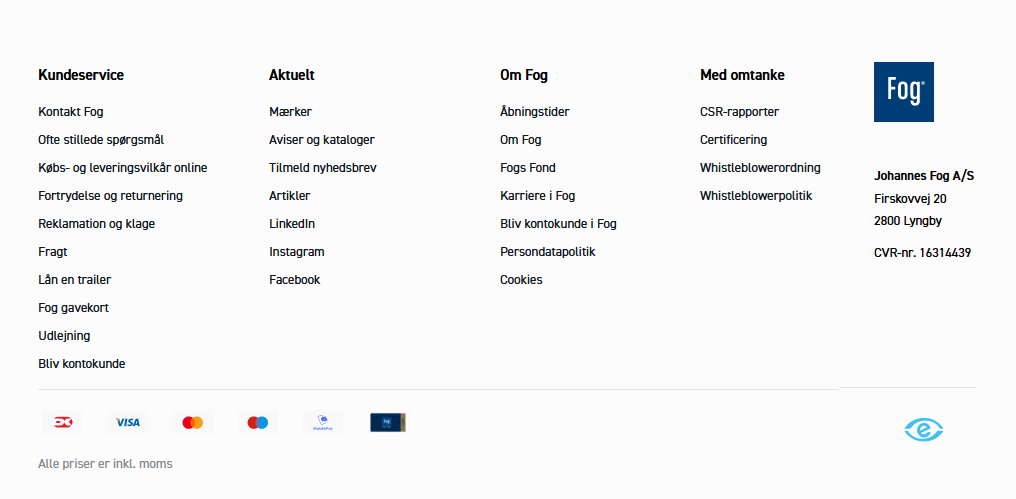 Kundeservice
Kontakt Fog
Ofte stillede spørgsmål
Købs- og leveringsvilkår online
Fortrydelse og returnering
Reklamation og klage
Fragt
Lån en trailer
Fog gavekort
Udlejning
Bliv kontokunde
Aktuelt
Mærker
Aviser og kataloger
Tilmeld nyhedsbrev
Artikler
LinkedIn
Instagram
Facebook
Om Fog
Åbningstider
Om Fog
Fogs Fond
Karriere i Fog
Bliv kontokunde i Fog
Persondatapolitik
Cookies
Med omtanke
CSR-rapporter
Certificering
Whistleblowerordning
Whistleblowerpolitik
Fog®
Johannes Fog A/S
Firskovvej 20
2800 Lyngby
CVR-nr. 16314439
VISA
MobilePay
Fog
e
Alle priser er inkl. moms